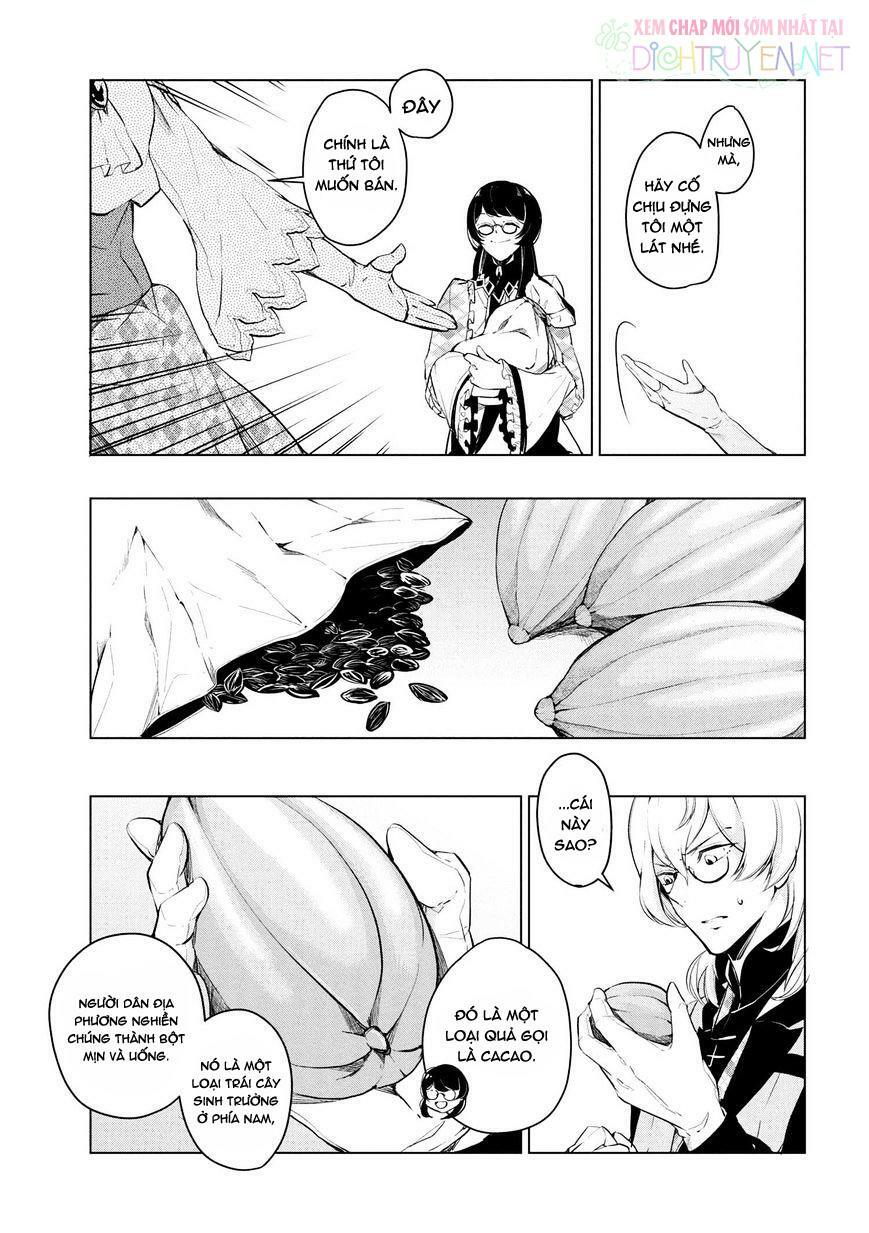 XEM CHAP MỚI SỚM NHẤT TẠI
DICHTRUYEN.NET
NHƯNG
MÀ,
HÃY CỐ
CHỊU ĐỰNG
TÔI MỘT
LÁT NHÉ.
ĐÂY
CHÍNH LÀ
THỨ TÔI
MUỐN BÁN.
...CÁI
NÀY
SAO?
ĐÓ LÀ MỘT
LOẠI QUẢ GỌI
LÀ CACAO.
NÓ LÀ MỘT
LOẠI TRÁI CÂY
SINH TRƯỞNG
Ở PHÍA NAM,
NGƯỜI DÂN ĐỊA
PHƯƠNG NGHIỀN
CHÚNG THÀNH BỘT
MỊN VÀ UỐNG.